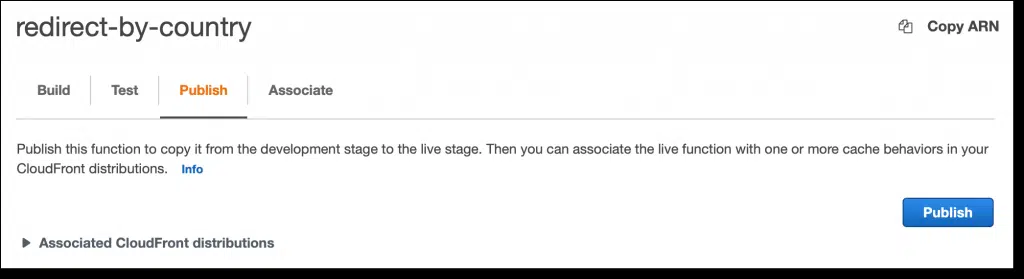 redirect-by-country
Copy ARN
Build Test Publish Associate
Publish this function to copy it from the development stage to the live stage. Then you can associate the live function with one or more cache behaviors in your
CloudFront distributions. Info
Publish
Associated CloudFront distributions